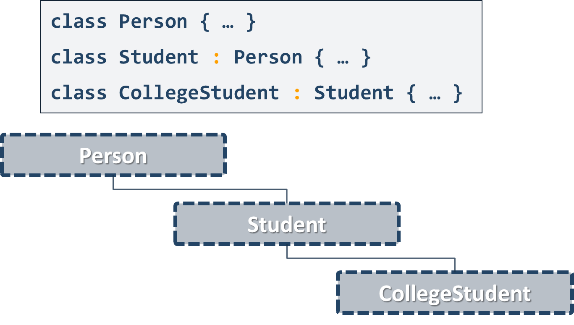 class Person { … }
class Student : Person { … }
class CollegeStudent : Student { … }
Person
Student
CollegeStudent